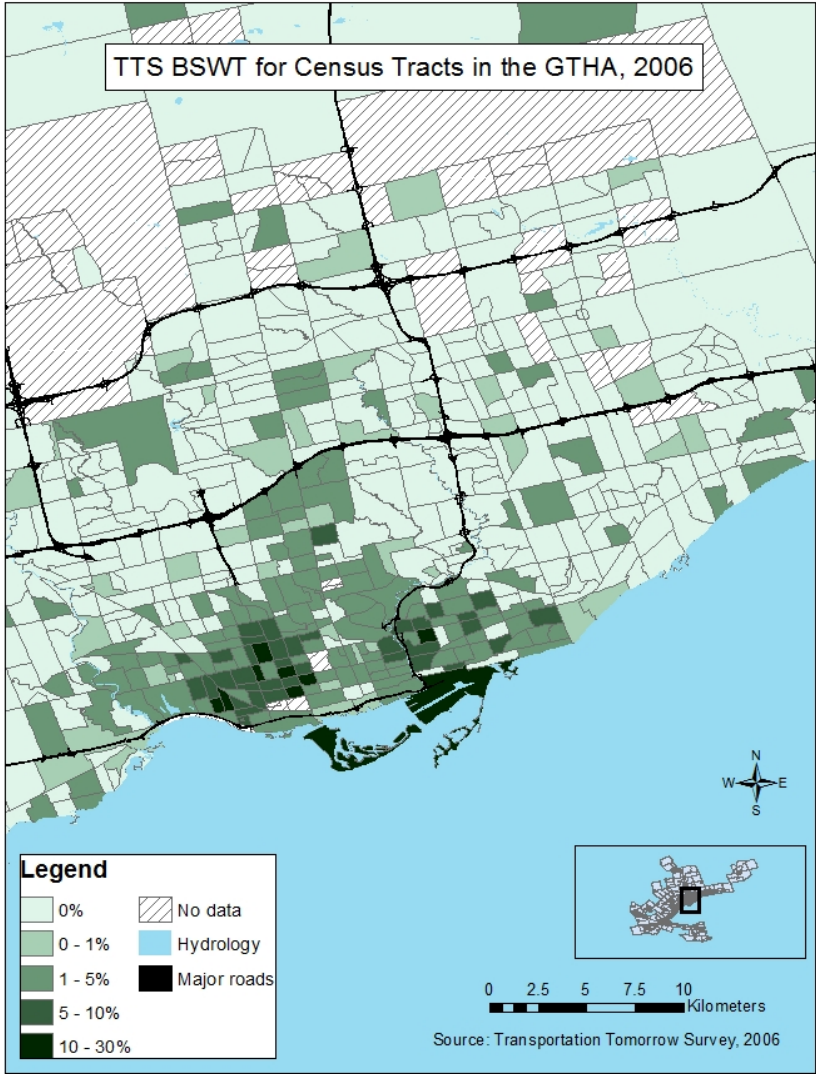 TTS BSWT for Census Tracts in the GTHA, 2006
N
W E
S
Legend
0% No data
0 - 1% Hydrology
1 - 5% Major roads
5 - 10%
10 - 30%
0 2.5 5 7.5 10
Kilometers
Source: Transportation Tomorrow Survey, 2006